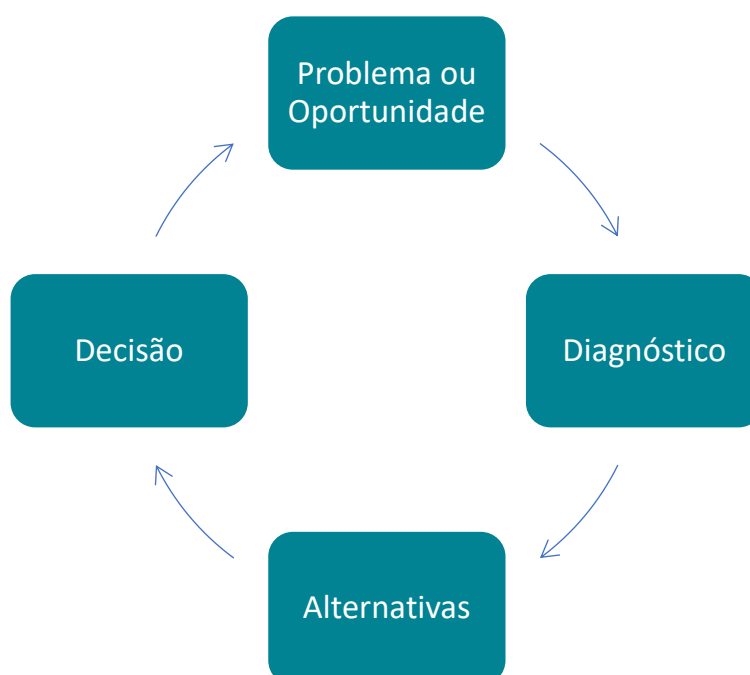 Problema ou
Oportunidade
Diagnóstico
Alternativas
Decisão